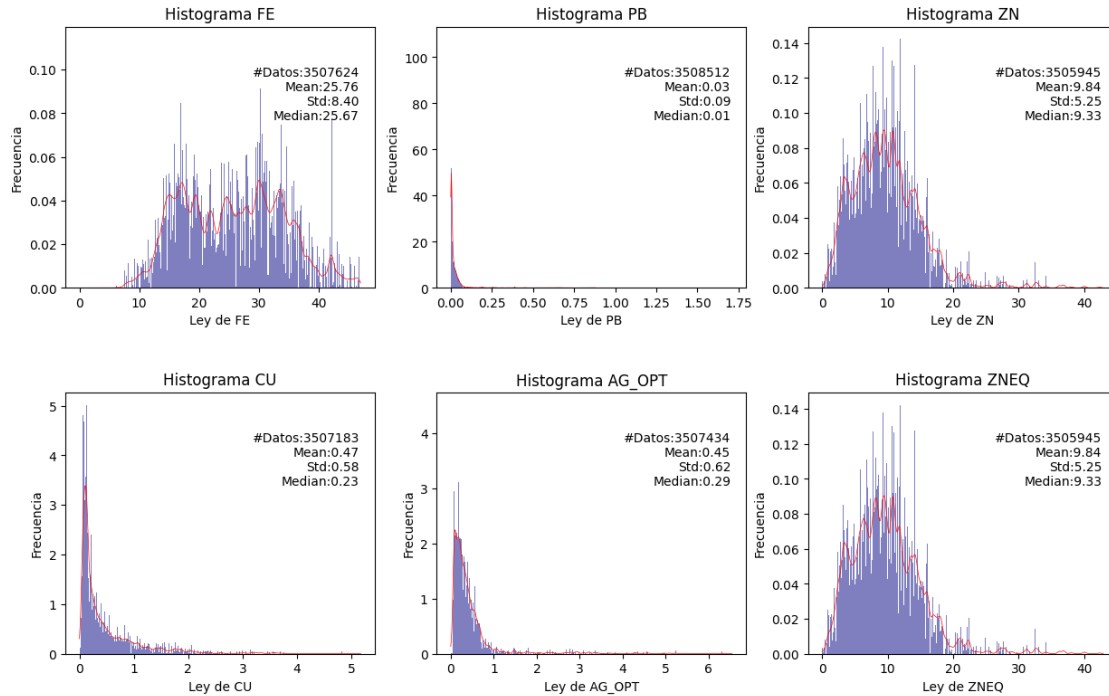 Histograma FE
#Datos:3507624
Mean:25.76
Std:8.40
Median:25.67
Frecuencia
0.00
0.02
0.04
0.06
0.08
0.10
0
10
20
30
40
Ley de FE
Histograma PB
#Datos:3508512
Mean:0.03
Std:0.09
Median:0.01
Frecuencia
0
20
40
60
80
100
0.00
0.25
0.50
0.75
1.00
1.25
1.50
1.75
Ley de PB
Histograma ZN
#Datos:3505945
Mean:9.84
Std:5.25
Median:9.33
Frecuencia
0.00
0.02
0.04
0.06
0.08
0.10
0.12
0.14
0
10
20
30
40
Ley de ZN
Histograma CU
#Datos:3507183
Mean:0.47
Std:0.58
Median:0.23
Frecuencia
0
1
2
3
4
5
0
1
2
3
4
5
Ley de CU
Histograma AG_OPT
#Datos:3507434
Mean:0.45
Std:0.62
Median:0.29
Frecuencia
0
1
2
3
4
0
1
2
3
4
5
6
Ley de AG_OPT
Histograma ZNEQ
#Datos:3505945
Mean:9.84
Std:5.25
Median:9.33
Frecuencia
0.00
0.02
0.04
0.06
0.08
0.10
0.12
0.14
0
10
20
30
40
Ley de ZNEQ